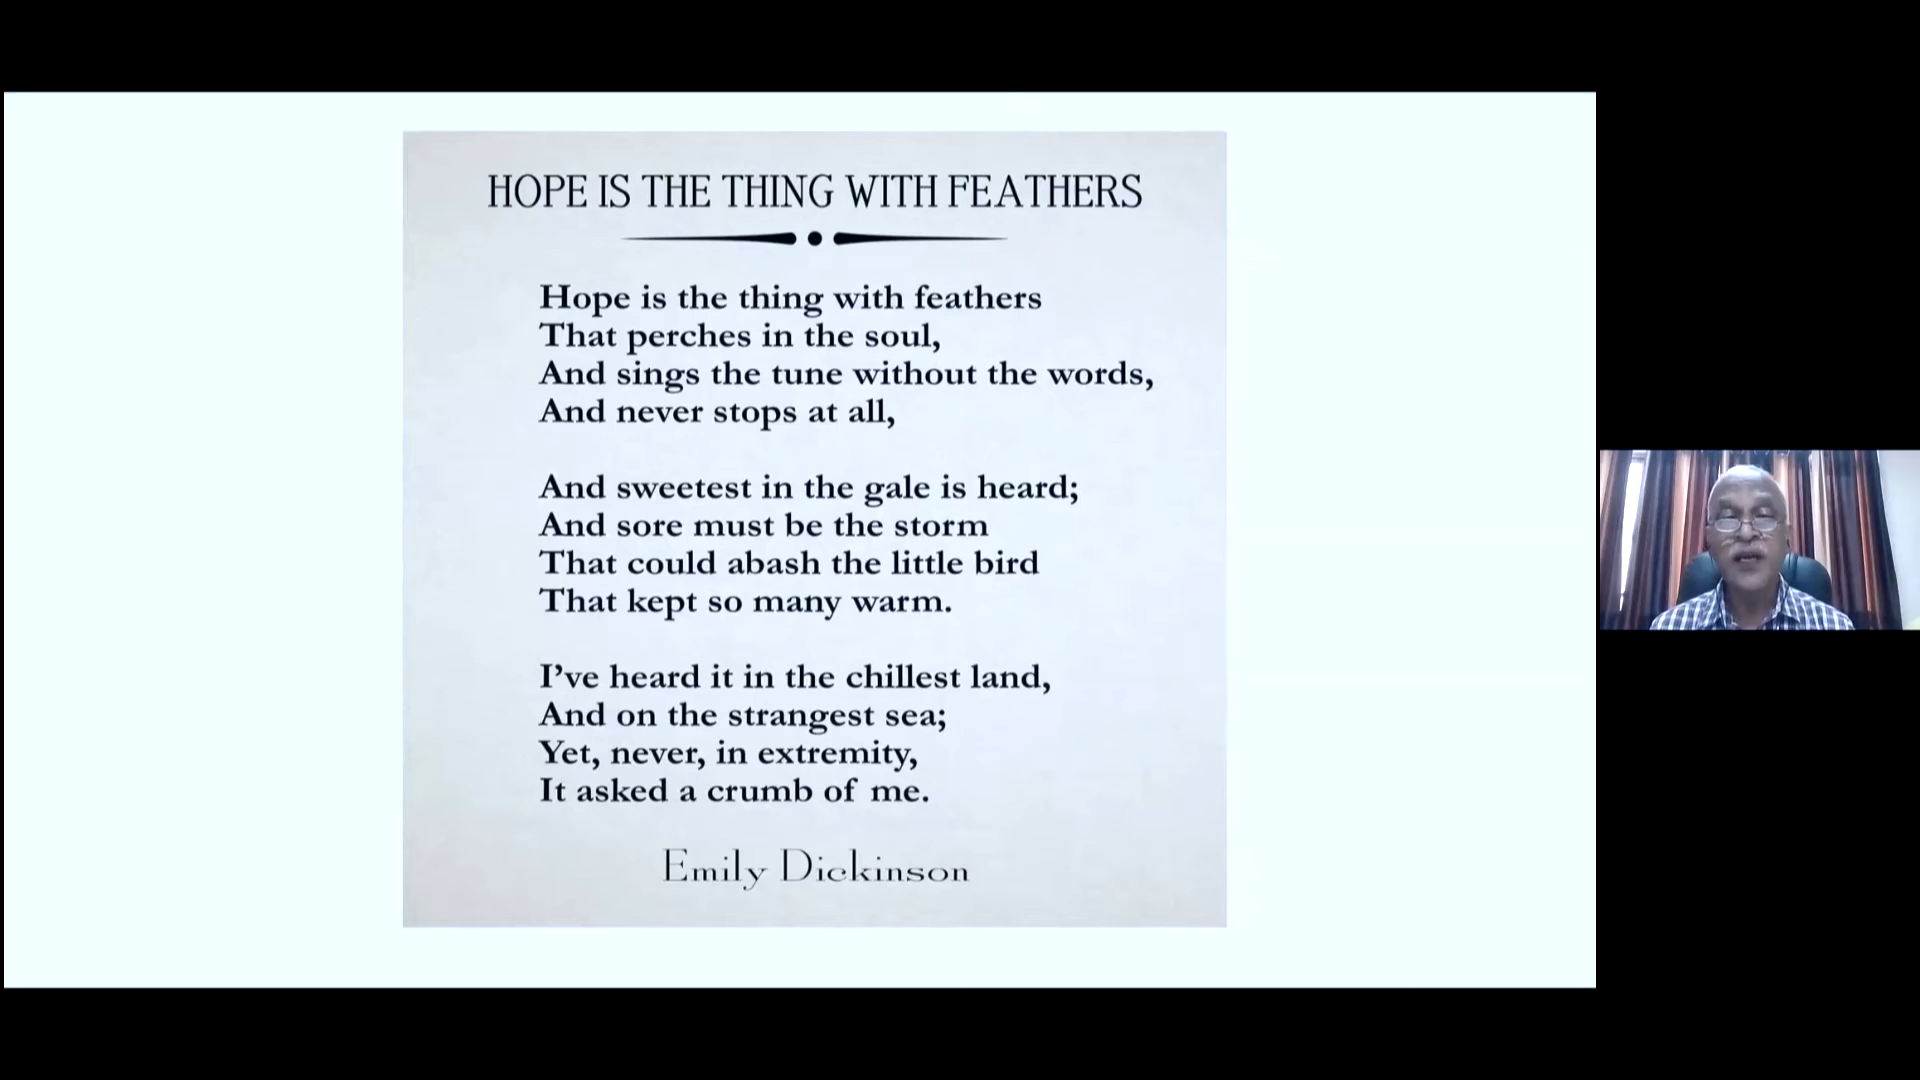 HOPE IS THE THING WITH FEATHERS
Hope is the thing with feathers
That perches in the soul,
And sings the tune without the words,
And never stops at all,
And sweetest in the gale is heard;
And sore must be the storm
That could abash the little bird
That kept so many warm.
I’ve heard it in the chillest land,
And on the strangest sea;
Yet, never, in extremity,
It asked a crumb of me.
Emily Dickinson